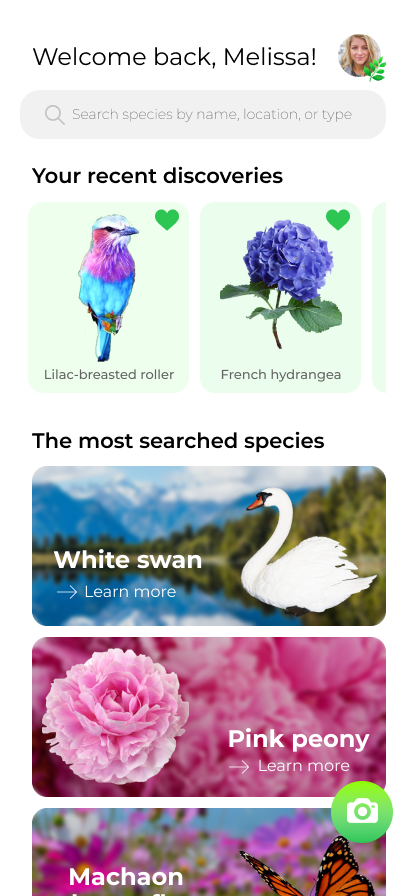 Welcome back, Melissa!
Search species by name, location, or type
Your recent discoveries
Lilac-breasted roller
French hydrangea
The most searched species
White swan
Learn more
Pink peony
Learn more
Machaon